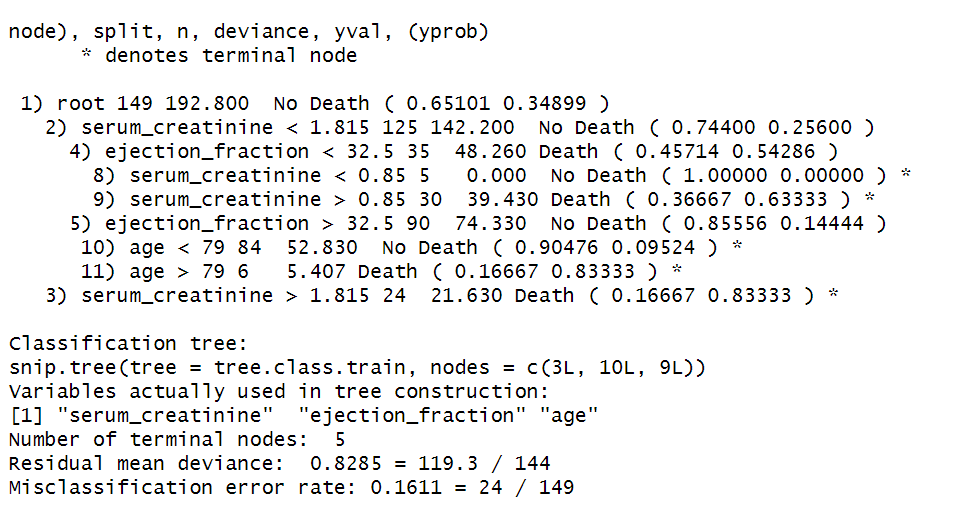 node), split, n, deviance, yval, (yprob)
      * denotes terminal node

 1) root 149 192.800  No Death ( 0.65101 0.34899 )
   2) serum_creatinine < 1.815 125 142.200  No Death ( 0.74400 0.25600 )
     4) ejection_fraction < 32.5 35  48.260 Death ( 0.45714 0.54286 )
       8) serum_creatinine < 0.85 5   0.000  No Death ( 1.00000 0.00000 ) *
       9) serum_creatinine > 0.85 30  39.430 Death ( 0.36667 0.63333 ) *
     5) ejection_fraction > 32.5 90  74.330  No Death ( 0.85556 0.14444 )
      10) age < 79 84  52.830  No Death ( 0.90476 0.09524 ) *
      11) age > 79 6   5.407 Death ( 0.16667 0.83333 ) *
   3) serum_creatinine > 1.815 24  21.630 Death ( 0.16667 0.83333 ) *

Classification tree:
snip.tree(tree = tree.class.train, nodes = c(3L, 10L, 9L))
Variables actually used in tree construction:
[1] "serum_creatinine"  "ejection_fraction" "age"
Number of terminal nodes:  5
Residual mean deviance:  0.8285 = 119.3 / 144
Misclassification error rate: 0.1611 = 24 / 149